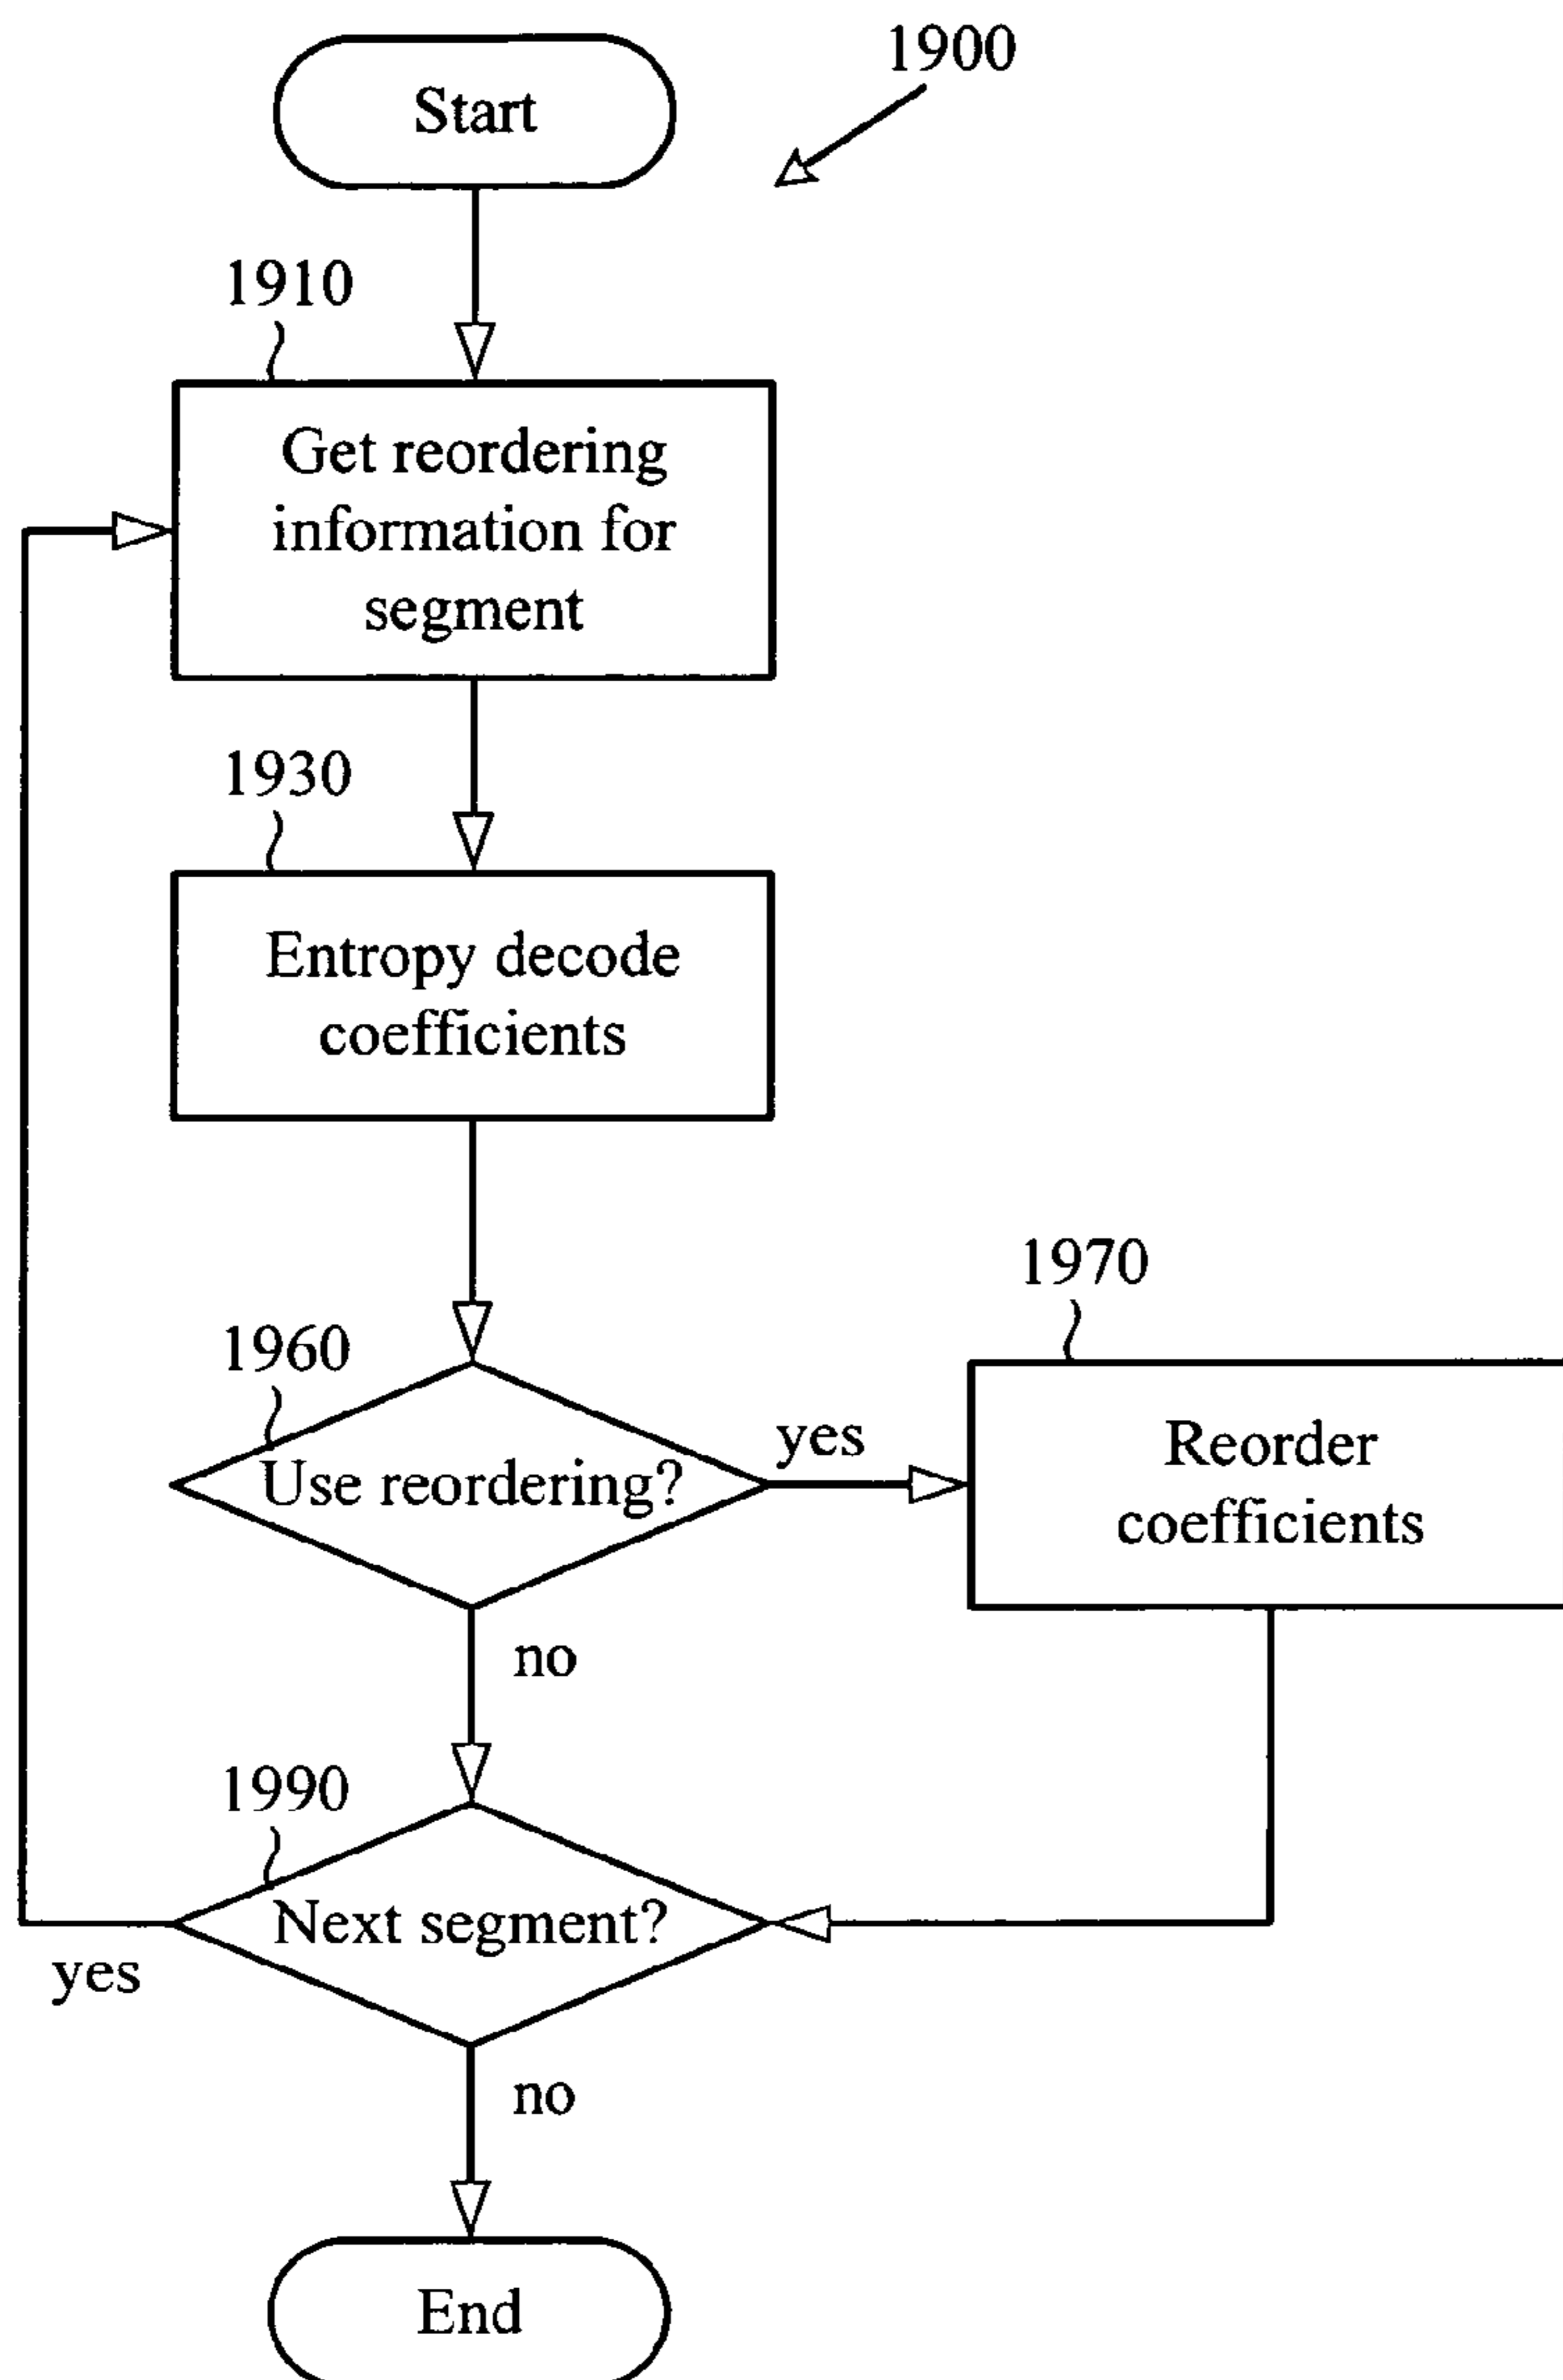 Start
1900
1910
Get reordering
information for
segment
1930
Entropy decode
coefficients
1960
Use reordering?
yes
1970
Reorder
coefficients
no
1990
Next segment?
yes
no
End